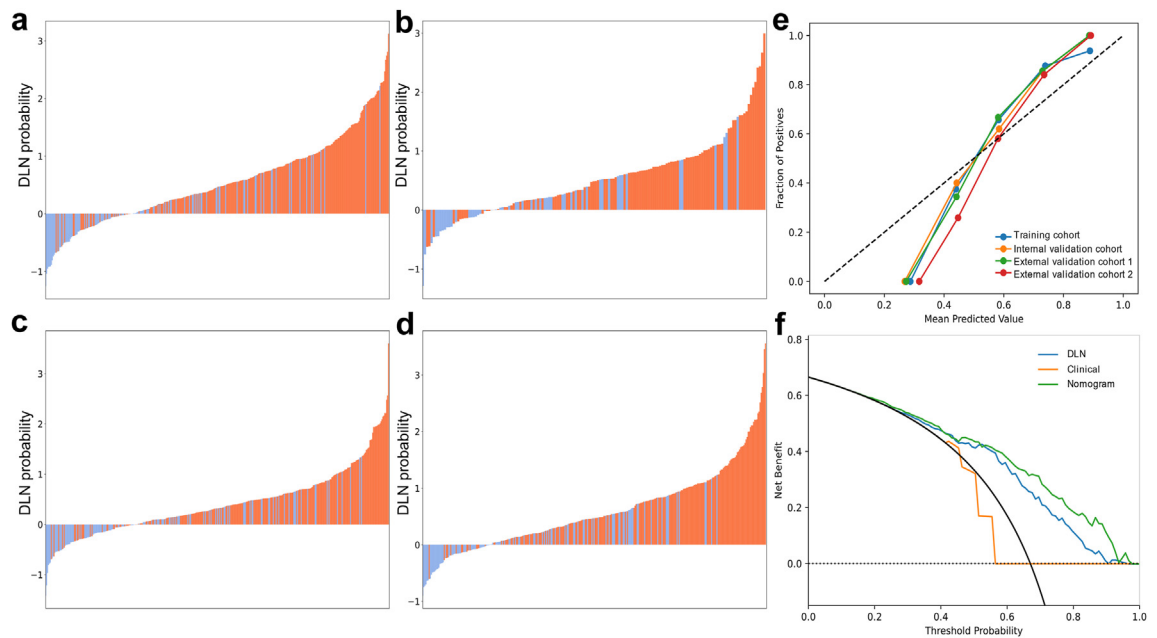 a
DLN probability
3
2
1
0
−1
b
DLN probability
3
2
1
0
−1
c
DLN probability
3
2
1
0
−1
d
DLN probability
3
2
1
0
−1
e
Fraction of Positives
1.0
0.8
0.6
0.4
0.2
0.0
Training cohort
Internal validation cohort
External validation cohort 1
External validation cohort 2
0.0 0.2 0.4 0.6 0.8 1.0
Mean Predicted Value
f
Net Benefit
0.8
0.6
0.4
0.2
0.0
DLN
Clinical
Nomogram
0.0 0.2 0.4 0.6 0.8 1.0
Threshold Probability